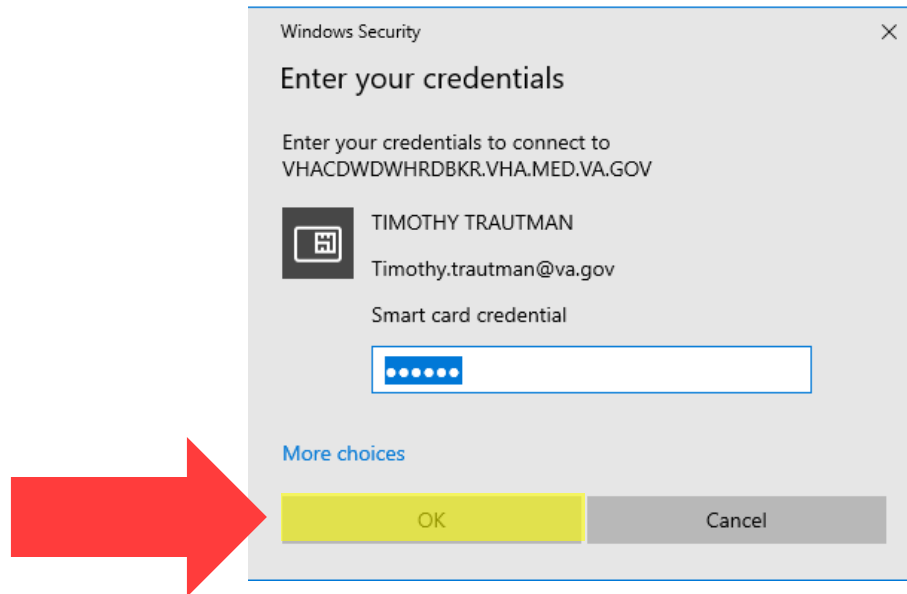 Windows Security
Enter your credentials
Enter your credentials to connect to
VHACDWDWHRDBKR.VHA.MED.VA.GOV
TIMOTHY TRAUTMAN
Timothy.trautman@va.gov
Smart card credential
••••••
More choices
OK
Cancel